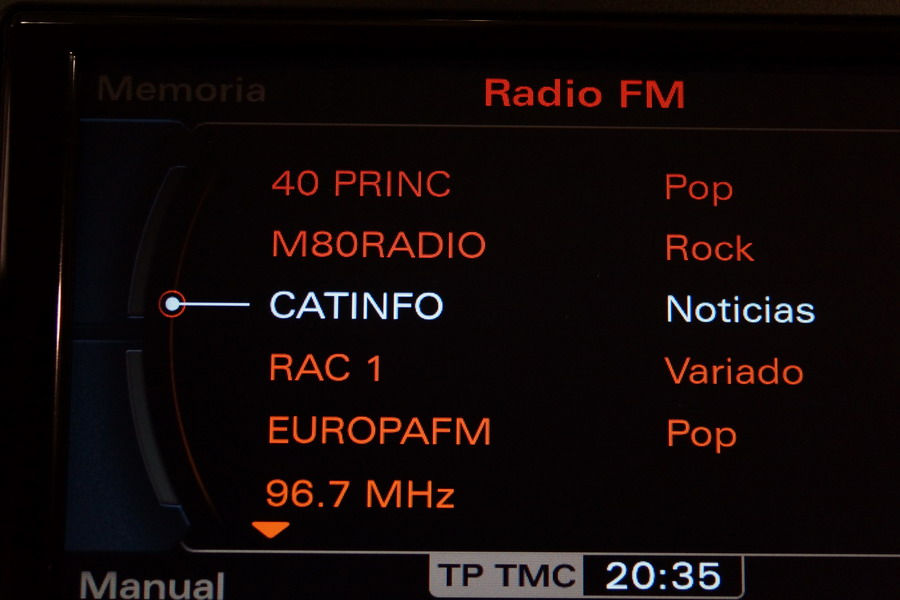 Memoria
Radio FM
40 PRINC Pop
M80RADIO Rock
CATINFO Noticias
RAC 1 Variado
EUROPAFM Pop
96.7 MHz
Manual
TP TMC 20:35